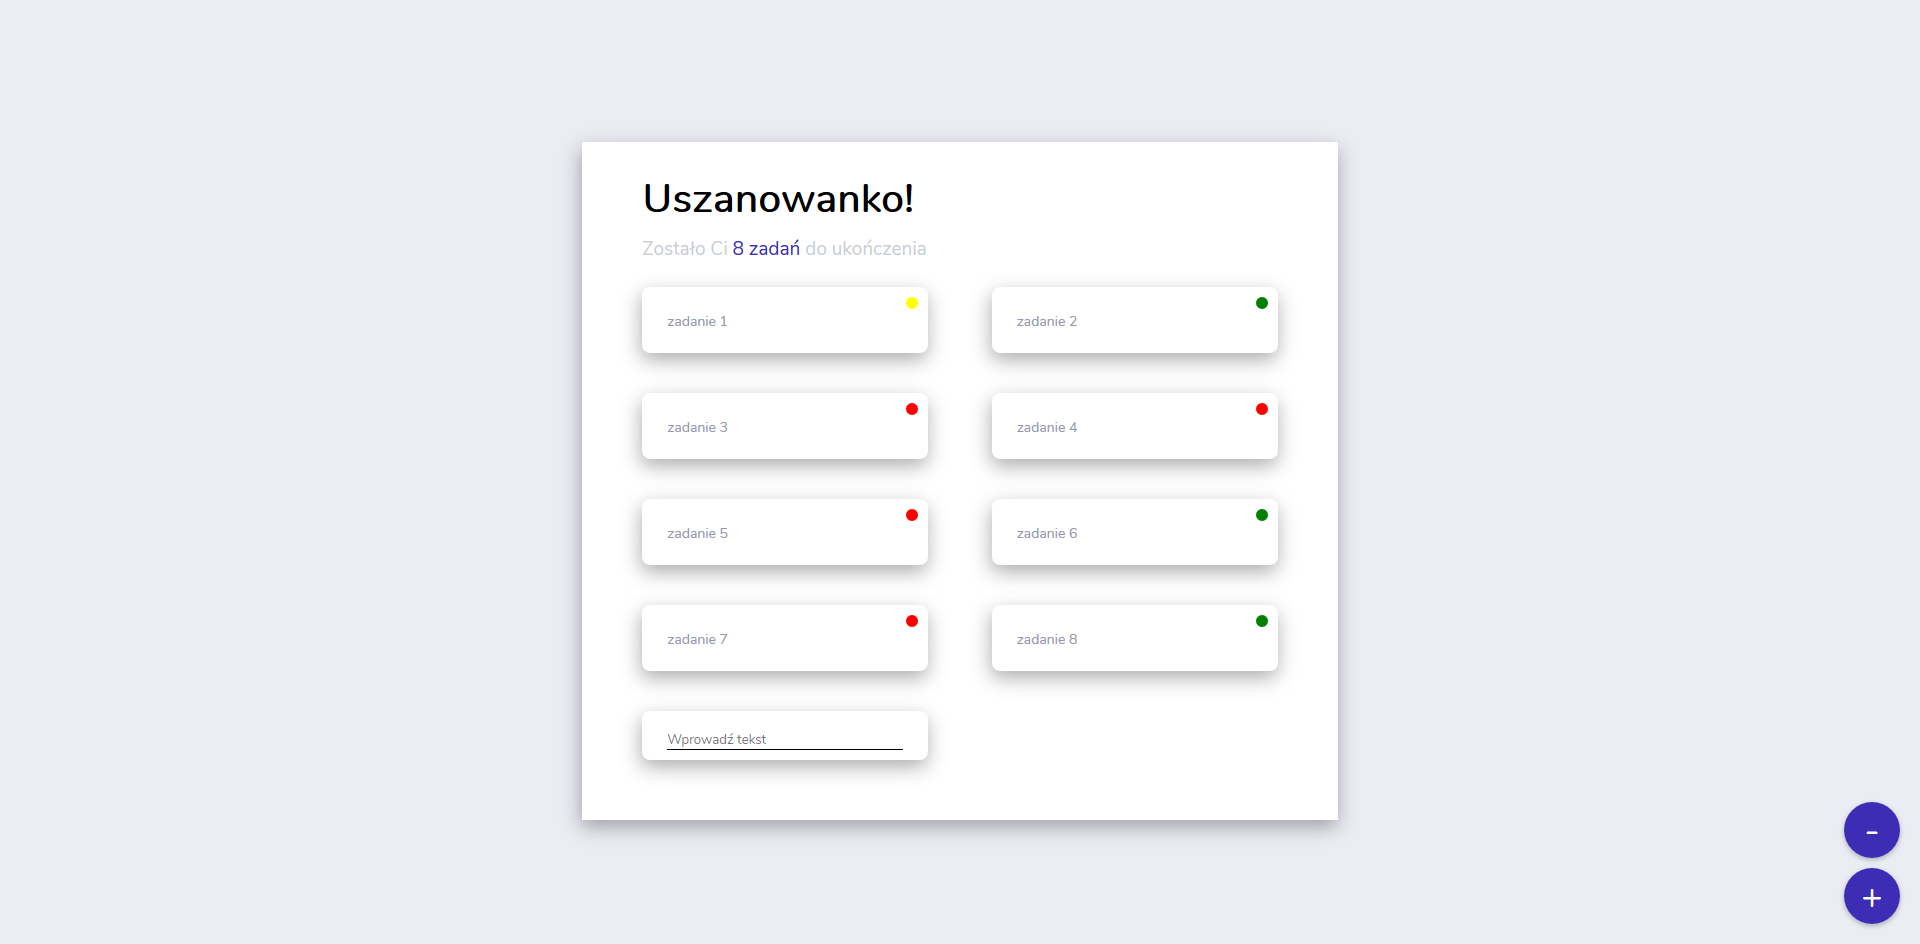 Uszanowanko!
Zostało Ci 8 zadań do ukończenia
zadanie 1
zadanie 2
zadanie 3
zadanie 4
zadanie 5
zadanie 6
zadanie 7
zadanie 8
Wprowadź tekst
-
+